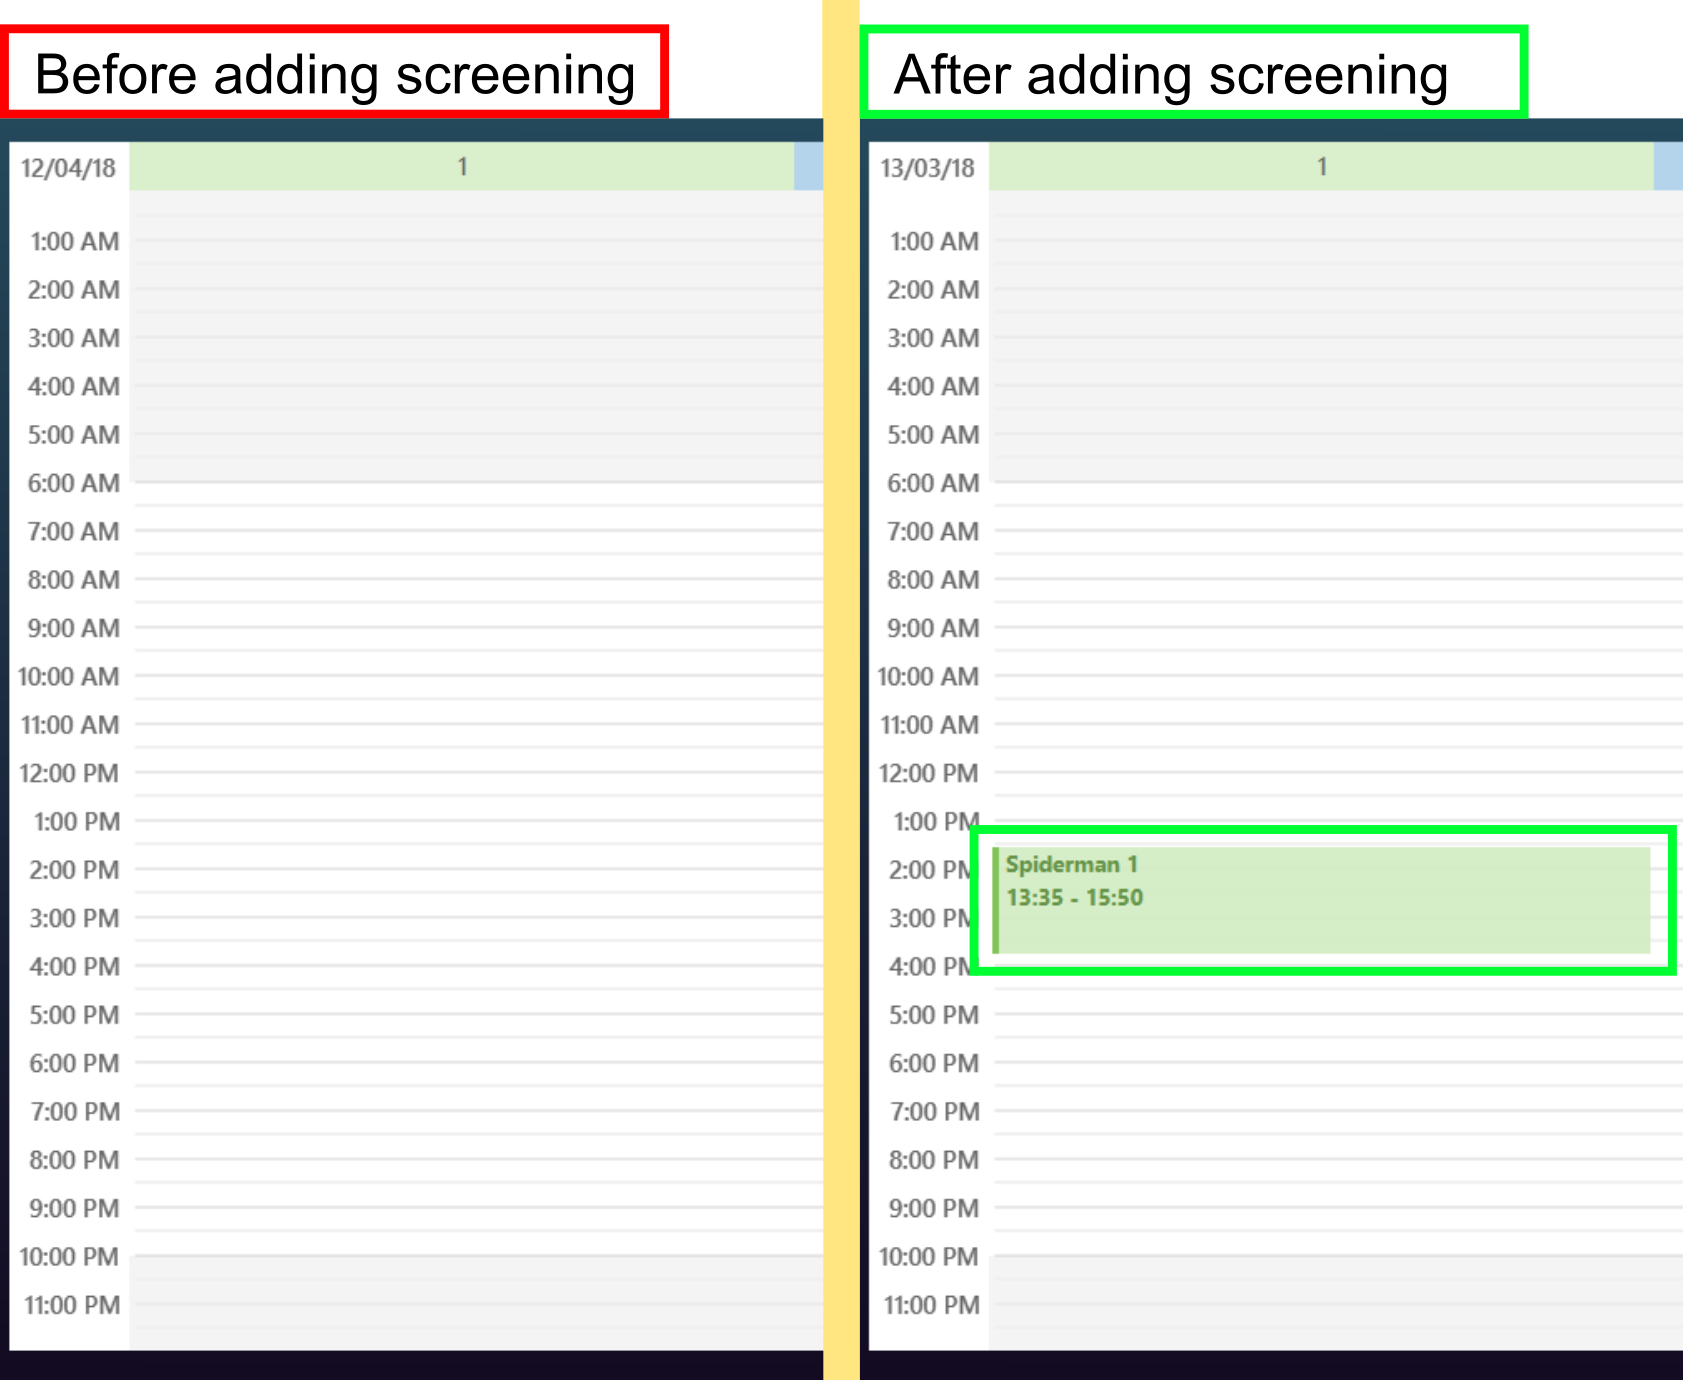 Before adding screening
12/04/18 1
1:00 AM
2:00 AM
3:00 AM
4:00 AM
5:00 AM
6:00 AM
7:00 AM
8:00 AM
9:00 AM
10:00 AM
11:00 AM
12:00 PM
1:00 PM
2:00 PM
3:00 PM
4:00 PM
5:00 PM
6:00 PM
7:00 PM
8:00 PM
9:00 PM
10:00 PM
11:00 PM
After adding screening
13/03/18 1
1:00 AM
2:00 AM
3:00 AM
4:00 AM
5:00 AM
6:00 AM
7:00 AM
8:00 AM
9:00 AM
10:00 AM
11:00 AM
12:00 PM
1:00 PM
2:00 PM
3:00 PM
4:00 PM
5:00 PM
6:00 PM
7:00 PM
8:00 PM
9:00 PM
10:00 PM
11:00 PM
Spiderman 1
13:35 - 15:50